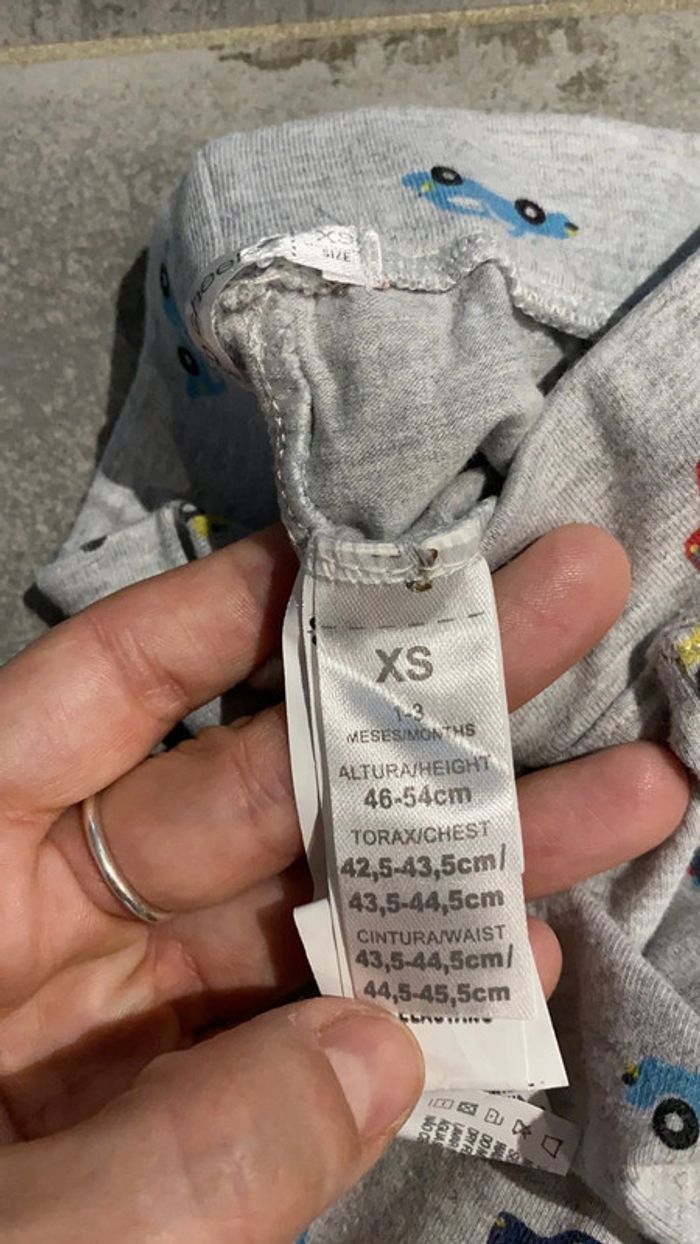 XS
SIZE
XS
1-3
MESES/MONTHS
ALTURA/HEIGHT
46-54cm
TORAX/CHEST
42,5-43,5cm/
43,5-44,5cm
CINTURA/WAIST
43,5-44,5cm/
44,5-45,5cm